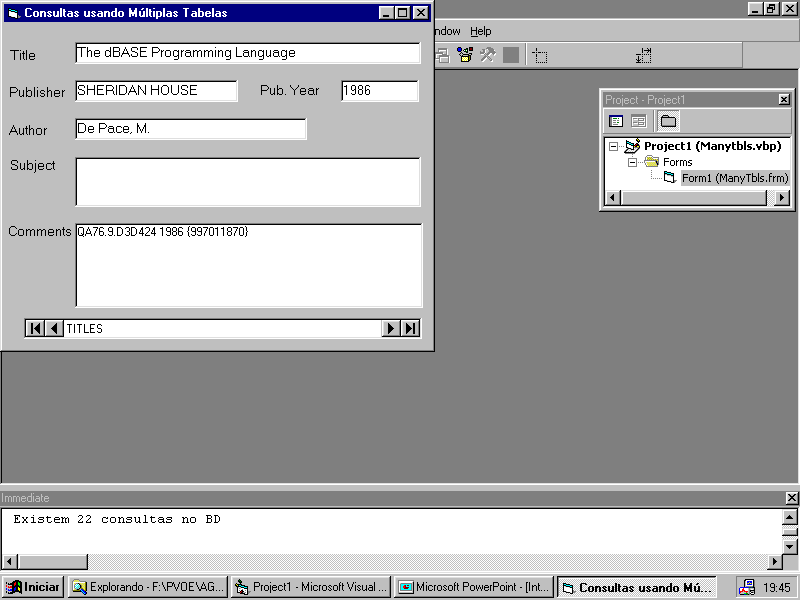 Consultas usando Múltiplas Tabelas
ndow Help
Title The dBASE Programming Language
Publisher SHERIDAN HOUSE Pub. Year 1986
Author De Pace, M.
Subject
Comments QA76.9.D3D424 1986 {997011870}
TITLES
Project - Project1
Project1 (Manytbls.vbp)
Forms
Form1 (ManyTbls.frm)
Immediate
Existem 22 consultas no BD
Iniciar Explorando - F:\PVOE\AG... Project1 - Microsoft Visual ... Microsoft PowerPoint - [Int... Consultas usando Mú... 19:45